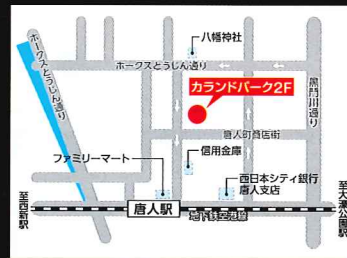 八幡神社
ホークスとうじん通り
ホークスとうじん通り
カランドパーク2F
黒門川通り
唐人町商店街
ファミリーマート
信用金庫
西日本シティ銀行
唐人支店
至西新駅
唐人駅
地下鉄空港線
至大濠公園駅